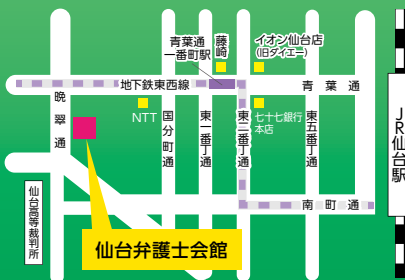 青葉通
一番町駅
藤崎
イオン仙台店
(旧ダイエー)
地下鉄東西線
青葉通
晩翠通
NTT
国分町通
東一番丁通
東二番丁通
七十七銀行
本店
東五番丁通
JR仙台駅
南町通
仙台高等裁判所
仙台弁護士会館